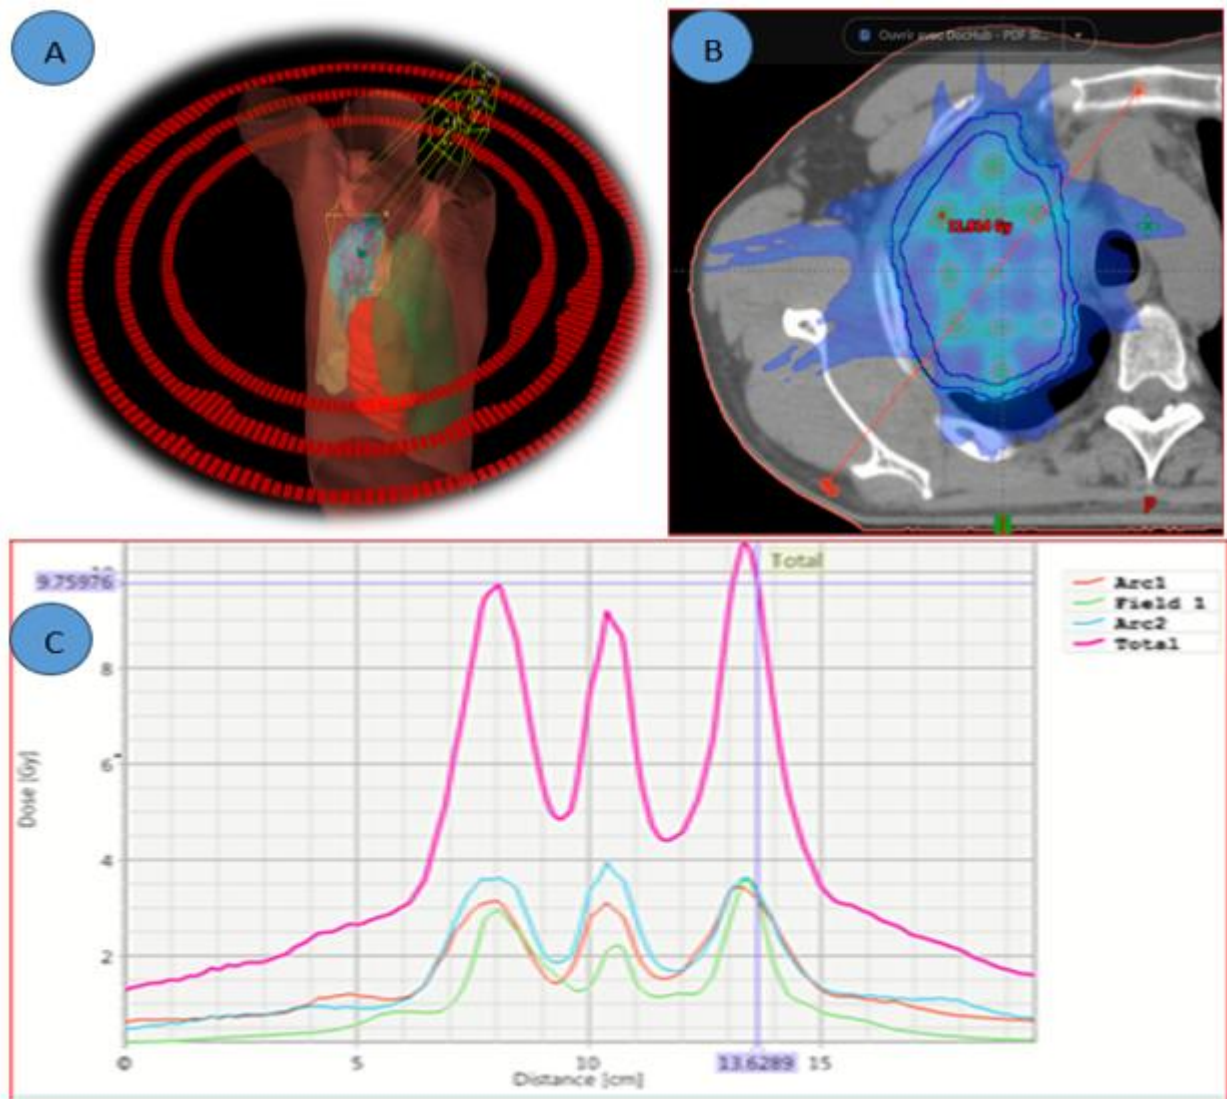 A
B
Ouvrir avec DocHub - PDF Si...
P
C
Total
9.75976
Arc1
Field 1
Arc2
Total
8
6
4
2
Dose [Gy]
0
5
10
13.6289
15
Distance [cm]